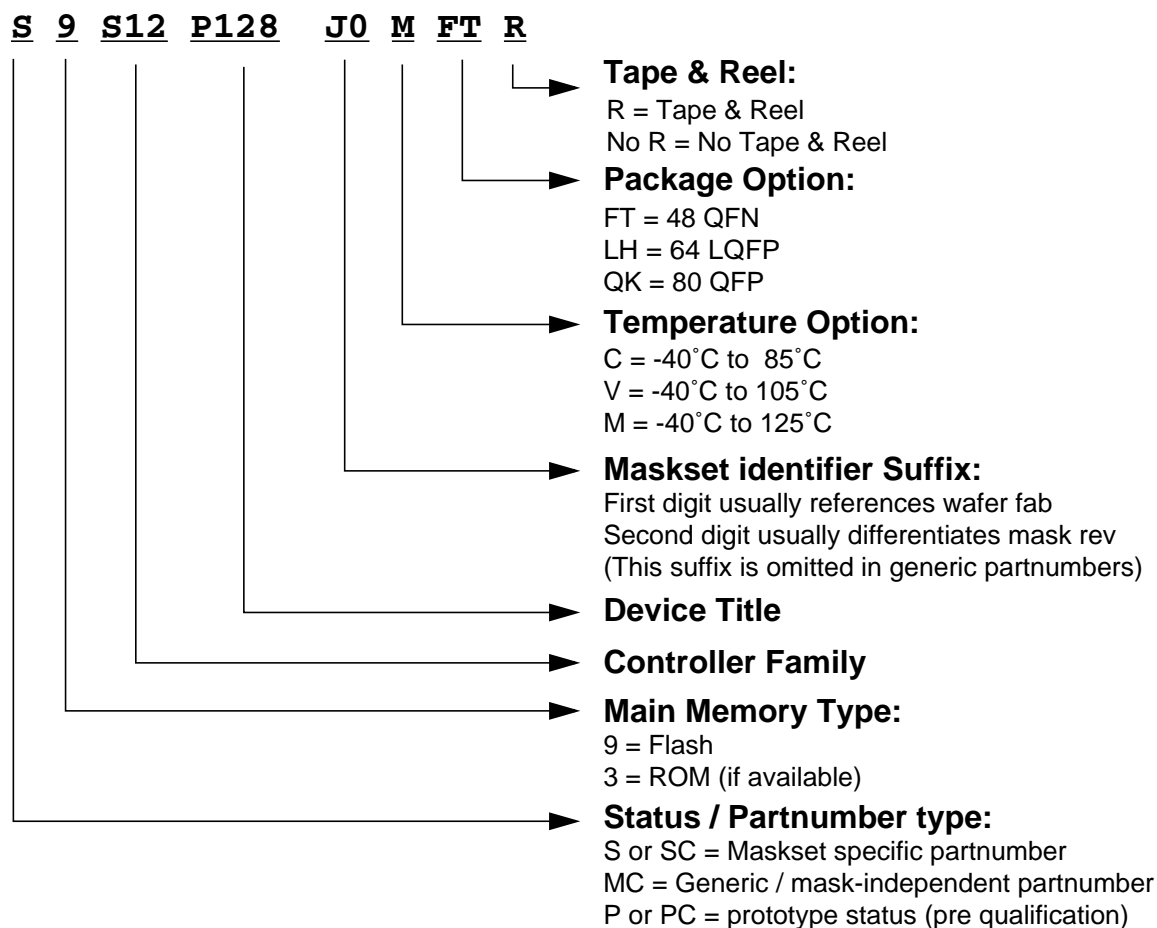 S 9 S12 P128 J0 M FT R
Tape & Reel:
R = Tape & Reel
No R = No Tape & Reel
Package Option:
FT = 48 QFN
LH = 64 LQFP
QK = 80 QFP
Temperature Option:
C = -40˚C to 85˚C
V = -40˚C to 105˚C
M = -40˚C to 125˚C
Maskset identifier Suffix:
First digit usually references wafer fab
Second digit usually differentiates mask rev
(This suffix is omitted in generic partnumbers)
Device Title
Controller Family
Main Memory Type:
9 = Flash
3 = ROM (if available)
Status / Partnumber type:
S or SC = Maskset specific partnumber
MC = Generic / mask-independent partnumber
P or PC = prototype status (pre qualification)